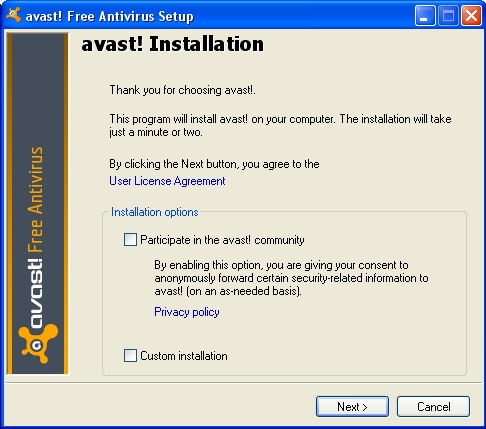 avast! Free Antivirus Setup
avast! Installation
Thank you for choosing avast!.
This program will install avast! on your computer. The installation will take
just a minute or two.
By clicking the Next button, you agree to the
User License Agreement
Installation options
Participate in the avast! community
By enabling this option, you are giving your consent to
anonymously forward certain security-related information to
avast! (on an as-needed basis).
Privacy policy
Custom installation
avast! Free Antivirus
Next >
Cancel